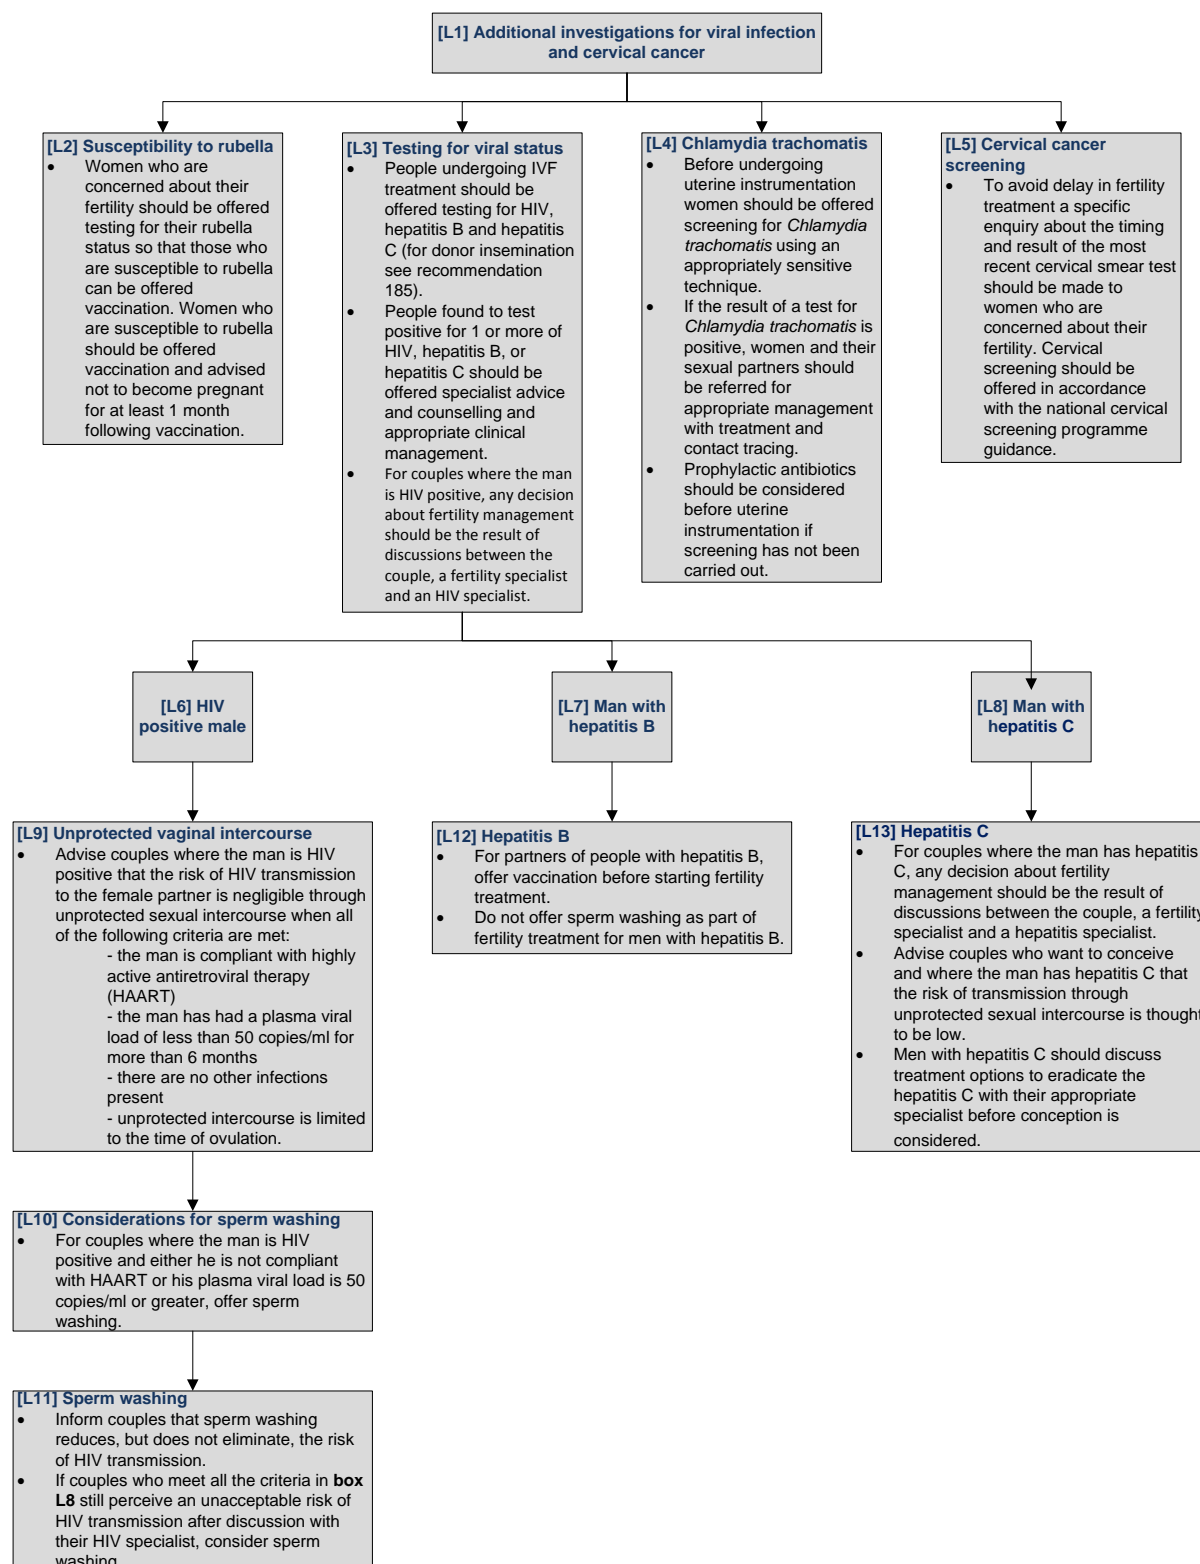 [L1] Additional investigations for viral infection
and cervical cancer
[L2] Susceptibility to rubella
• Women who are
concerned about their
fertility should be offered
testing for their rubella
status so that those who
are susceptible to rubella
can be offered
vaccination. Women who
are susceptible to rubella
should be offered
vaccination and advised
not to become pregnant
for at least 1 month
following vaccination.
[L3] Testing for viral status
• People undergoing IVF
treatment should be
offered testing for HIV,
hepatitis B and hepatitis
C (for donor insemination
see recommendation
185).
• People found to test
positive for 1 or more of
HIV, hepatitis B, or
hepatitis C should be
offered specialist advice
and counselling and
appropriate clinical
management.
• For couples where the man
is HIV positive, any decision
about fertility management
should be the result of
discussions between the
couple, a fertility specialist
and an HIV specialist.
[L4] Chlamydia trachomatis
• Before undergoing
uterine instrumentation
women should be offered
screening for Chlamydia
trachomatis using an
appropriately sensitive
technique.
• If the result of a test for
Chlamydia trachomatis is
positive, women and their
sexual partners should
be referred for
appropriate management
with treatment and
contact tracing.
• Prophylactic antibiotics
should be considered
before uterine
instrumentation if
screening has not been
carried out.
[L5] Cervical cancer
screening
• To avoid delay in fertility
treatment a specific
enquiry about the timing
and result of the most
recent cervical smear test
should be made to
women who are
concerned about their
fertility. Cervical
screening should be
offered in accordance
with the national cervical
screening programme
guidance.
[L6] HIV
positive male
[L7] Man with
hepatitis B
[L8] Man with
hepatitis C
[L9] Unprotected vaginal intercourse
• Advise couples where the man is HIV
positive that the risk of HIV transmission
to the female partner is negligible through
unprotected sexual intercourse when all
of the following criteria are met:
- the man is compliant with highly
active antiretroviral therapy
(HAART)
- the man has had a plasma viral
load of less than 50 copies/ml for
more than 6 months
- there are no other infections
present
- unprotected intercourse is limited
to the time of ovulation.
[L12] Hepatitis B
• For partners of people with hepatitis B,
offer vaccination before starting fertility
treatment.
• Do not offer sperm washing as part of
fertility treatment for men with hepatitis B.
[L13] Hepatitis C
• For couples where the man has hepatitis
C, any decision about fertility
management should be the result of
discussions between the couple, a fertility
specialist and a hepatitis specialist.
• Advise couples who want to conceive
and where the man has hepatitis C that
the risk of transmission through
unprotected sexual intercourse is thought
to be low.
• Men with hepatitis C should discuss
treatment options to eradicate the
hepatitis C with their appropriate
specialist before conception is
considered.
[L10] Considerations for sperm washing
• For couples where the man is HIV
positive and either he is not compliant
with HAART or his plasma viral load is 50
copies/ml or greater, offer sperm
washing.
[L11] Sperm washing
• Inform couples that sperm washing
reduces, but does not eliminate, the risk
of HIV transmission.
• If couples who meet all the criteria in box
L8 still perceive an unacceptable risk of
HIV transmission after discussion with
their HIV specialist, consider sperm
washing